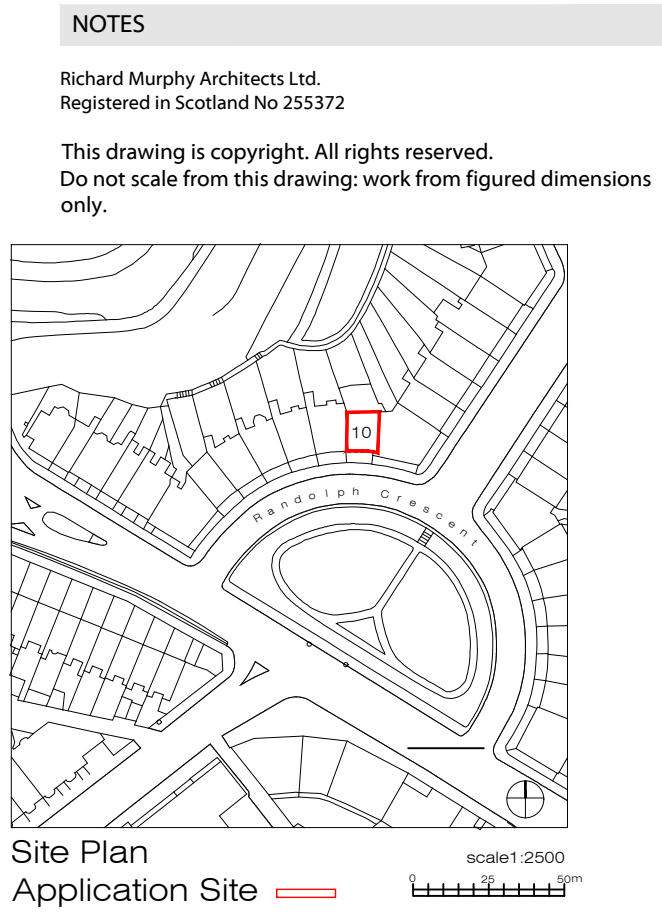 NOTES
Richard Murphy Architects Ltd.
Registered in Scotland No 255372
This drawing is copyright. All rights reserved.
Do not scale from this drawing: work from figured dimensions
only.
10
Randolph Crescent
Site Plan
scale1:2500
Application Site
0 25 50m